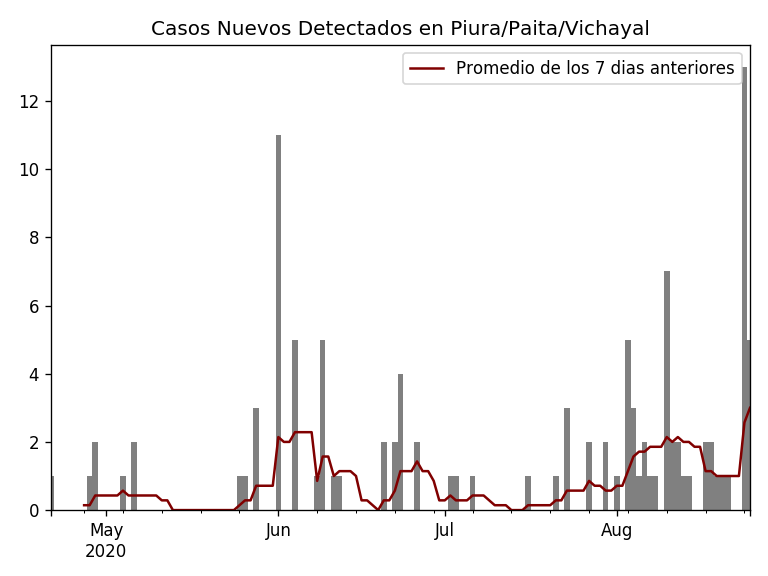 Casos Nuevos Detectados en Piura/Paita/Vichayal
Promedio de los 7 dias anteriores
12
10
8
6
4
2
0
May Jun Jul Aug
2020